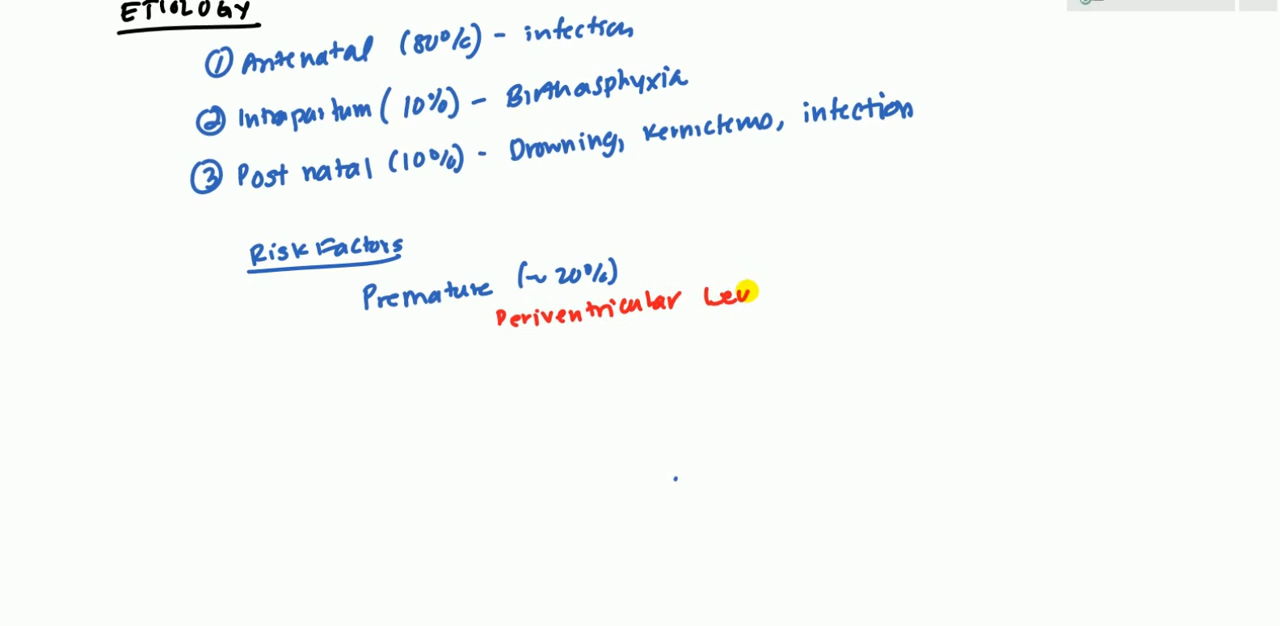 ETIOLOGY
① Antenatal (80%) - infection
② Intrapartum (10%) - Birthasphyxia
③ Post natal (10%) - Drowning, Kernicterus, infection
Risk Factors
Premature (~ 20%)
Periventricular Leu